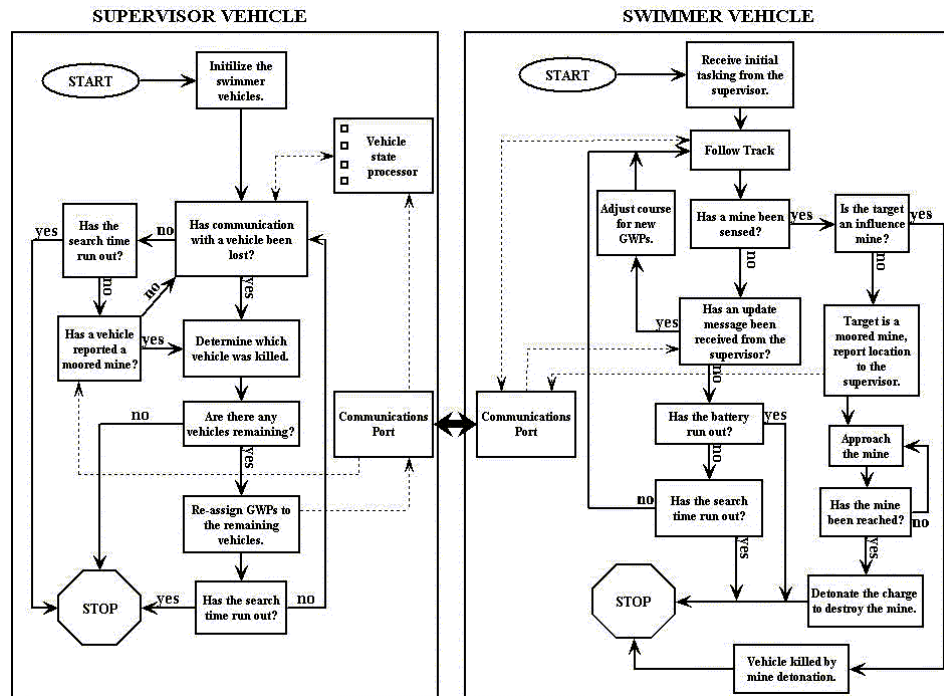 SUPERVISOR VEHICLE
START
Initilize the
swimmer
vehicles.
Vehicle
state
processor
Has communication
with a vehicle been
lost?
no
yes
Has the
search time
run out?
yes
no
Has a vehicle
reported a
moored mine?
no
yes
Determine which
vehicle was killed.
Are there any
vehicles remaining?
no
yes
Communications
Port
Re-assign GWPs to
the remaining
vehicles.
Has the search
time run out?
yes
no
STOP
SWIMMER VEHICLE
START
Receive initial
tasking from the
supervisor.
Follow Track
Adjust course
for new
GWPs.
Has a mine been
sensed?
yes
no
Is the target
an influence
mine?
yes
no
Has an update
message been
received from the
supervisor?
yes
no
Target is a
moored mine,
report location
to the
supervisor.
Communications
Port
Has the battery
run out?
yes
no
Approach
the mine
Has the search
time run out?
no
yes
Has the mine
been reached?
no
yes
Detonate the charge
to destroy the mine.
STOP
Vehicle killed by
mine detonation.